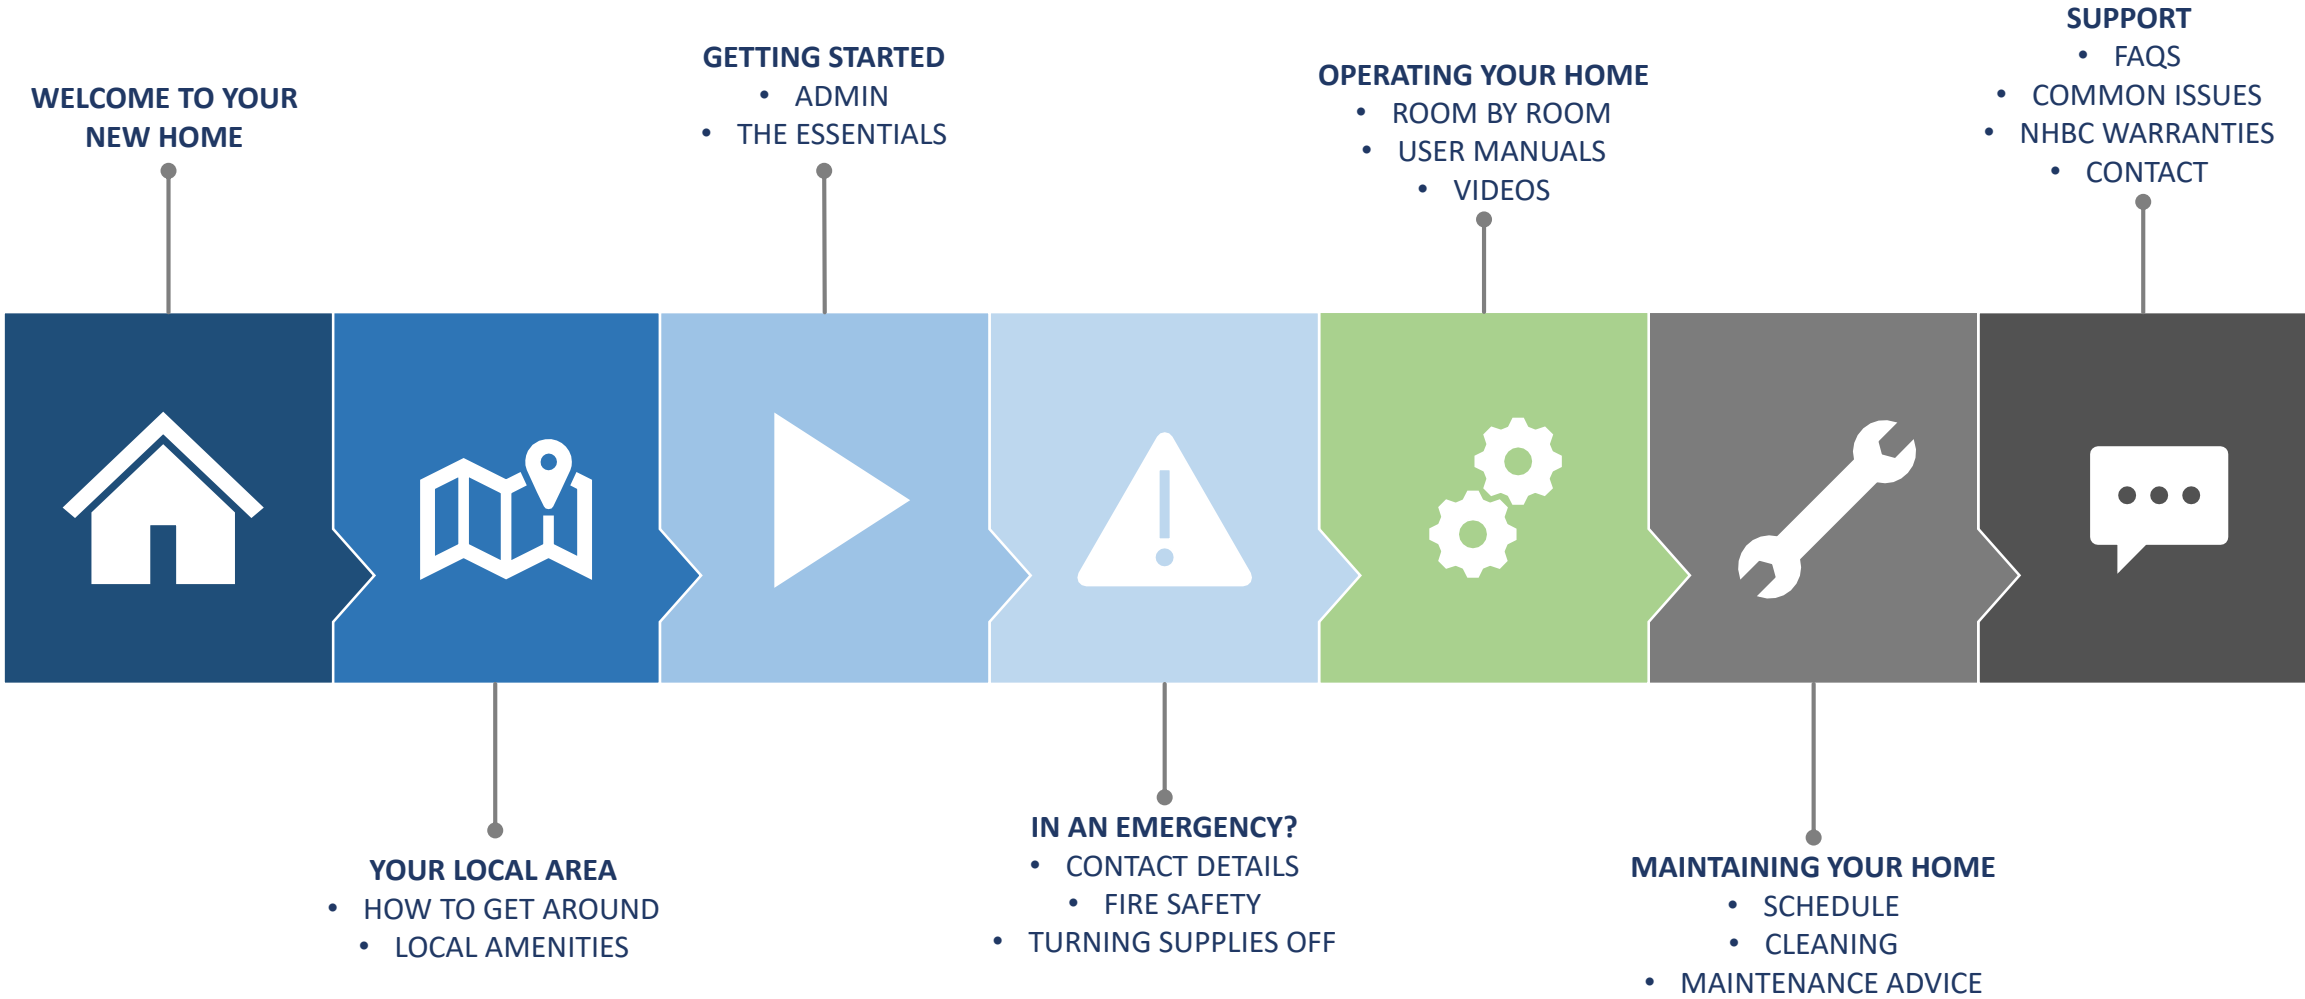 WELCOME TO YOUR
NEW HOME
YOUR LOCAL AREA
• HOW TO GET AROUND
• LOCAL AMENITIES
GETTING STARTED
• ADMIN
• THE ESSENTIALS
IN AN EMERGENCY?
• CONTACT DETAILS
• FIRE SAFETY
• TURNING SUPPLIES OFF
OPERATING YOUR HOME
• ROOM BY ROOM
• USER MANUALS
• VIDEOS
MAINTAINING YOUR HOME
• SCHEDULE
• CLEANING
• MAINTENANCE ADVICE
SUPPORT
• FAQS
• COMMON ISSUES
• NHBC WARRANTIES
• CONTACT